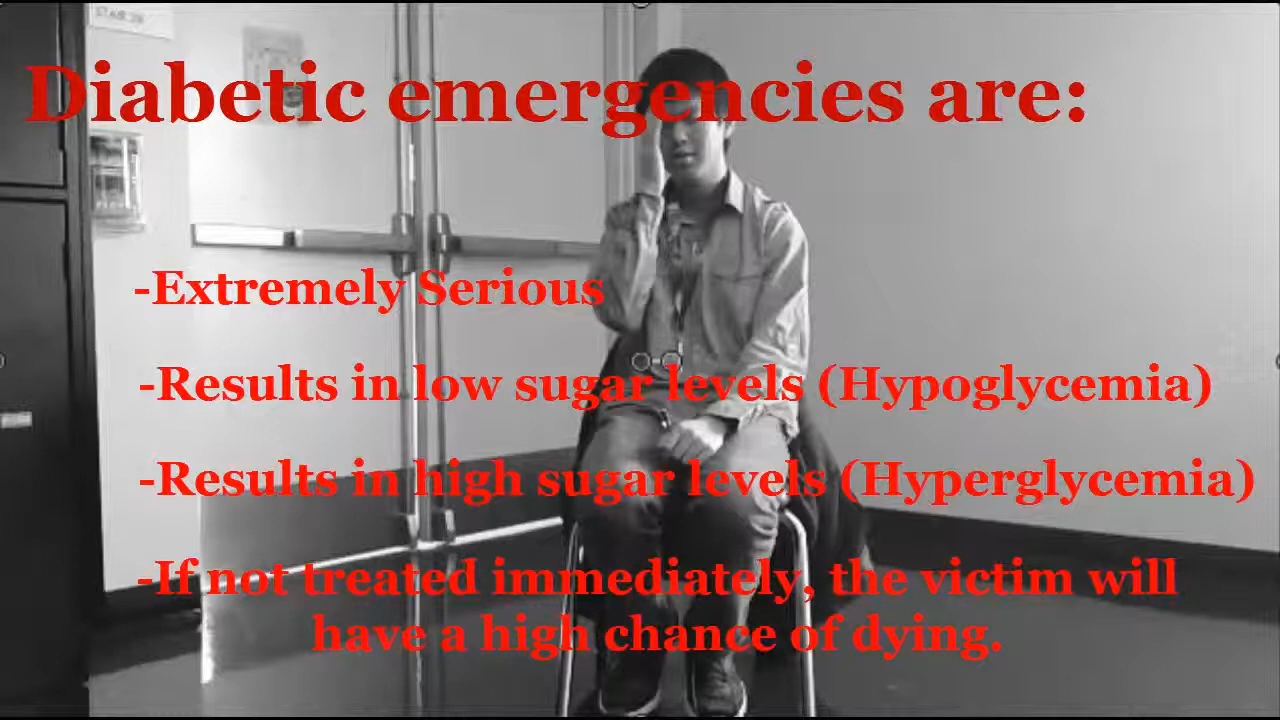 Diabetic emergencies are:
-Extremely Serious
-Results in low sugar levels (Hypoglycemia)
-Results in high sugar levels (Hyperglycemia)
-If not treated immediately, the victim will
have a high chance of dying.